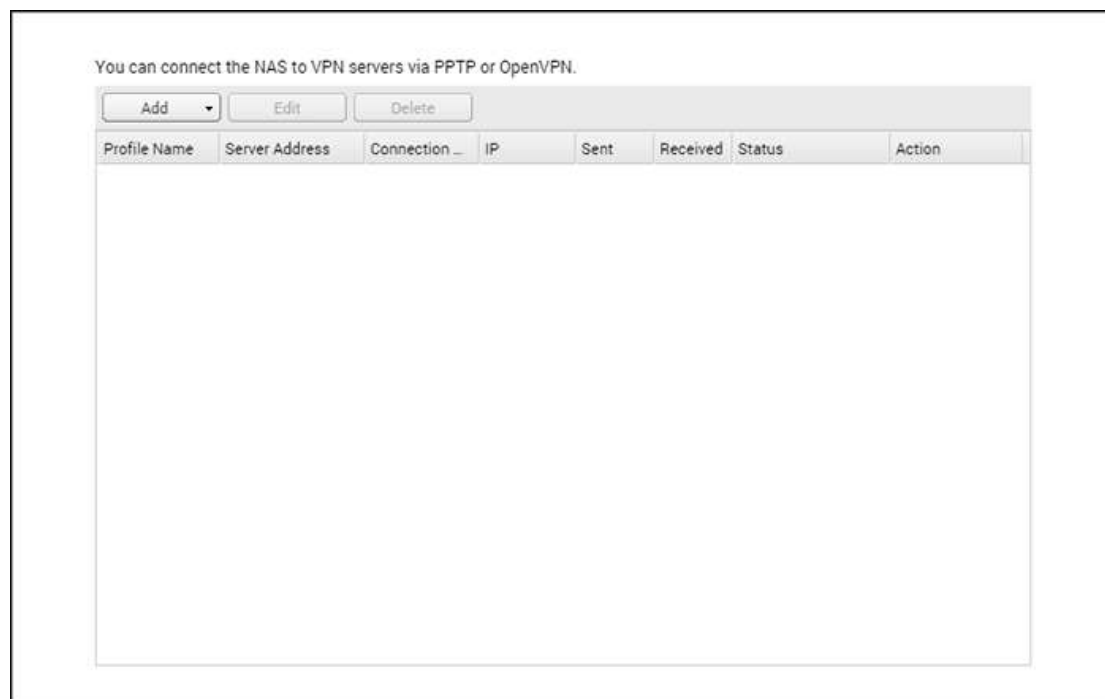 You can connect the NAS to VPN servers via PPTP or OpenVPN.
Add Edit Delete
Profile Name Server Address Connection ... IP Sent Received Status Action